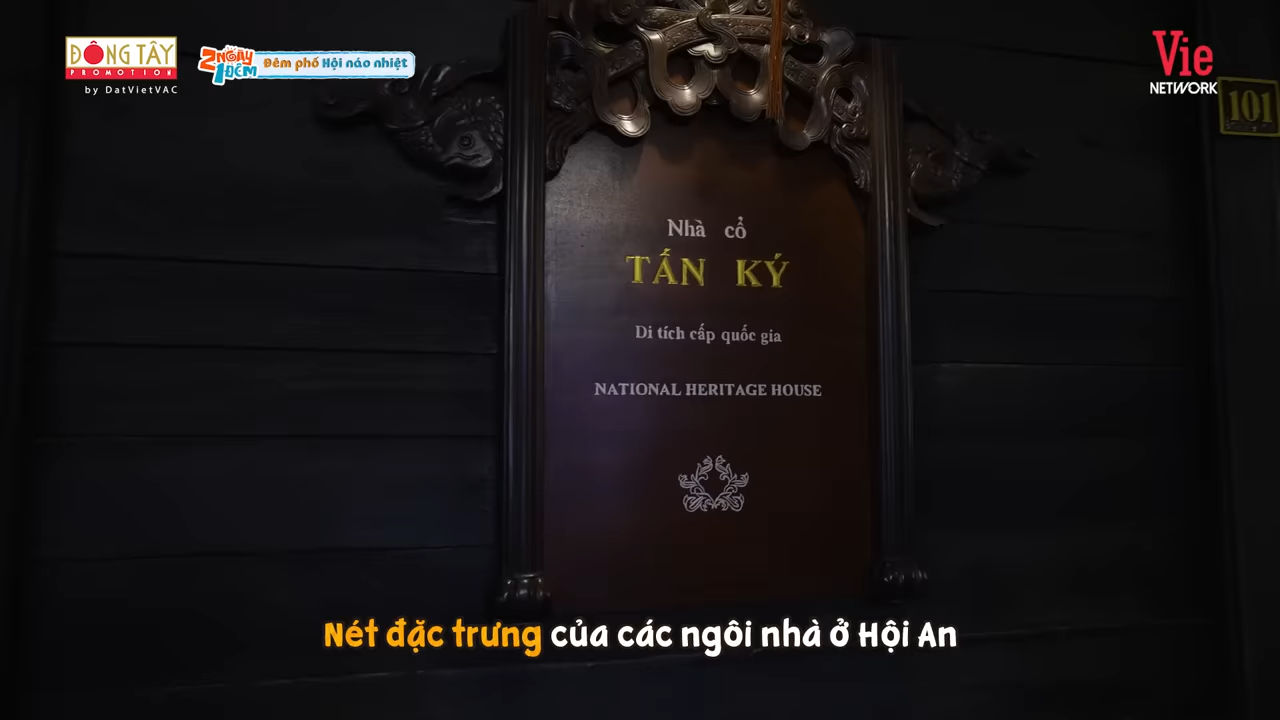 ĐÔNG TÂY
PROMOTION
by DatVietVAC
2 NGÀY 1 ĐÊM
Đêm phố Hội náo nhiệt
Vie
NETWORK
101
Nhà cổ
TẤN KÝ
Di tích cấp quốc gia
NATIONAL HERITAGE HOUSE
Nét đặc trưng của các ngôi nhà ở Hội An